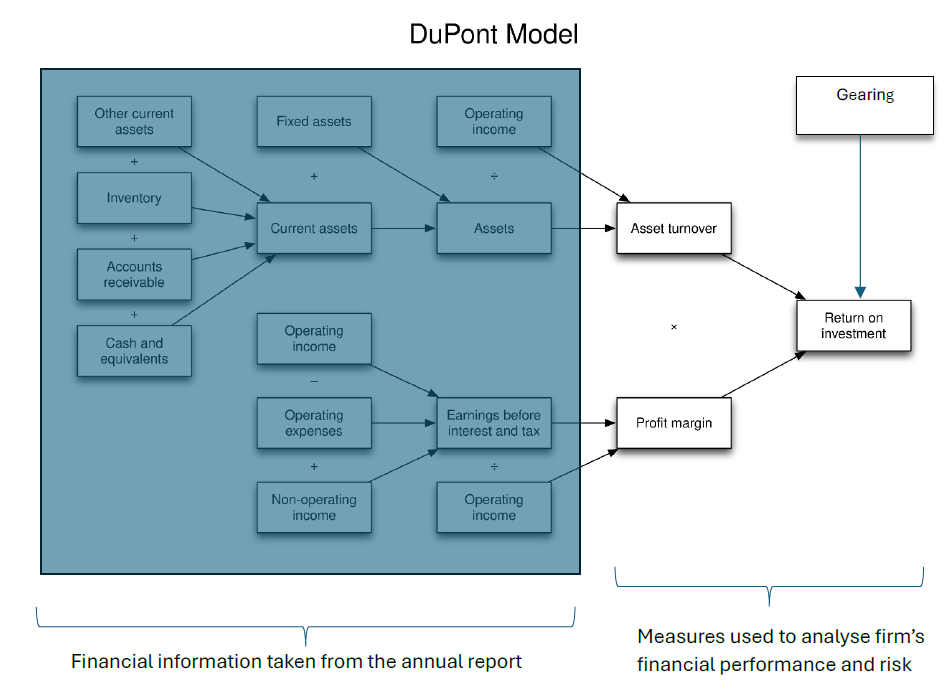 DuPont Model
Other current
assets
+
Inventory
+
Accounts
receivable
+
Cash and
equivalents
Fixed assets
+
Current assets
Operating
income
÷
Assets
Operating
income
–
Operating
expenses
+
Non-operating
income
Earnings before
interest and tax
÷
Operating
income
Asset turnover
×
Profit margin
Gearing
Return on
investment
Financial information taken from the annual report
Measures used to analyse firm’s
financial performance and risk